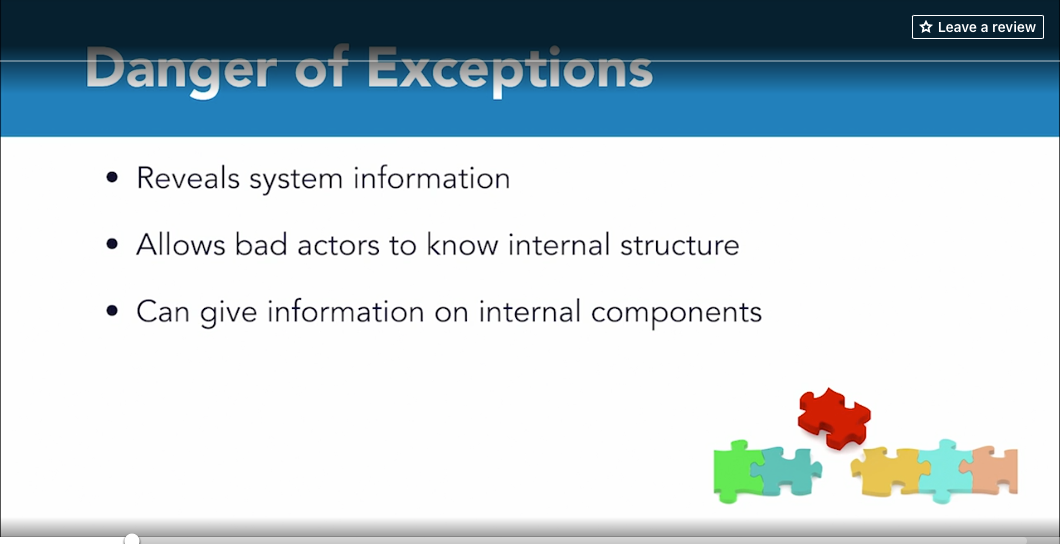 Leave a review
Danger of Exceptions
Reveals system information
Allows bad actors to know internal structure
Can give information on internal components